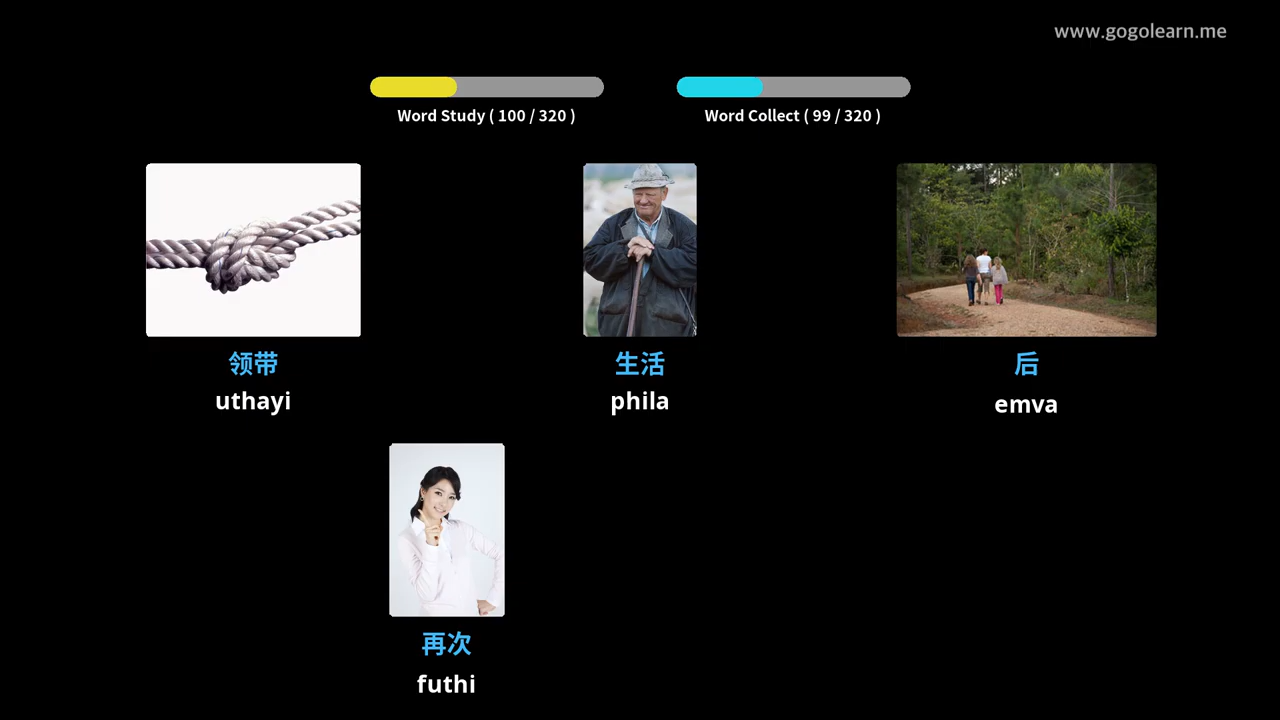 www.gogolearn.me
Word Study ( 100 / 320 )
Word Collect ( 99 / 320 )
领带
uthayi
生活
phila
后
emva
再次
futhi